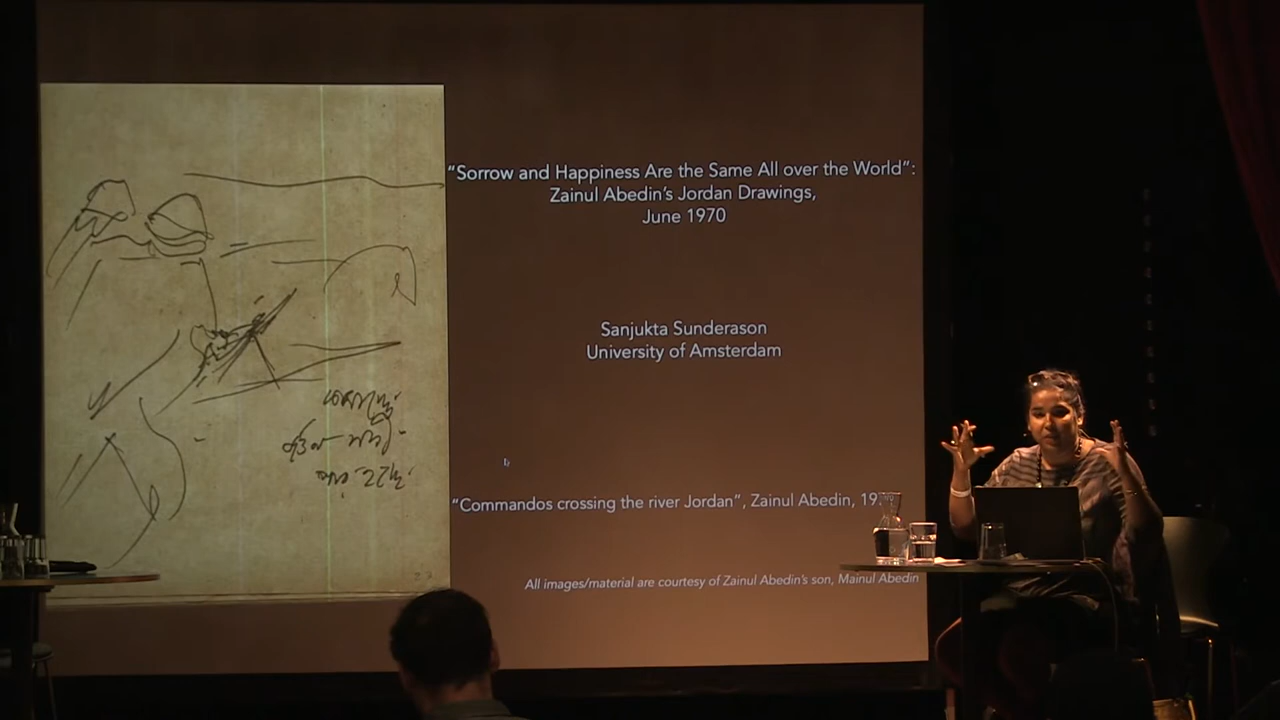 “Sorrow and Happiness Are the Same All over the World”:
Zainul Abedin’s Jordan Drawings,
June 1970
Sanjukta Sunderason
University of Amsterdam
“Commandos crossing the river Jordan”, Zainul Abedin, 19
All images/material are courtesy of Zainul Abedin’s son, Mainul Abedin